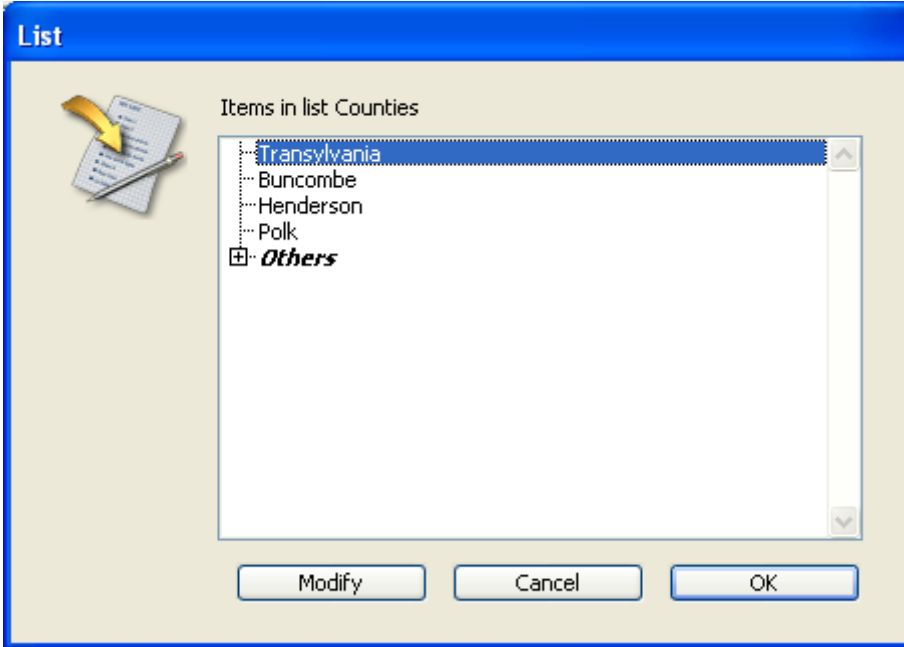 List
Items in list Counties
Transylvania
Buncombe
Henderson
Polk
Others
Modify Cancel OK